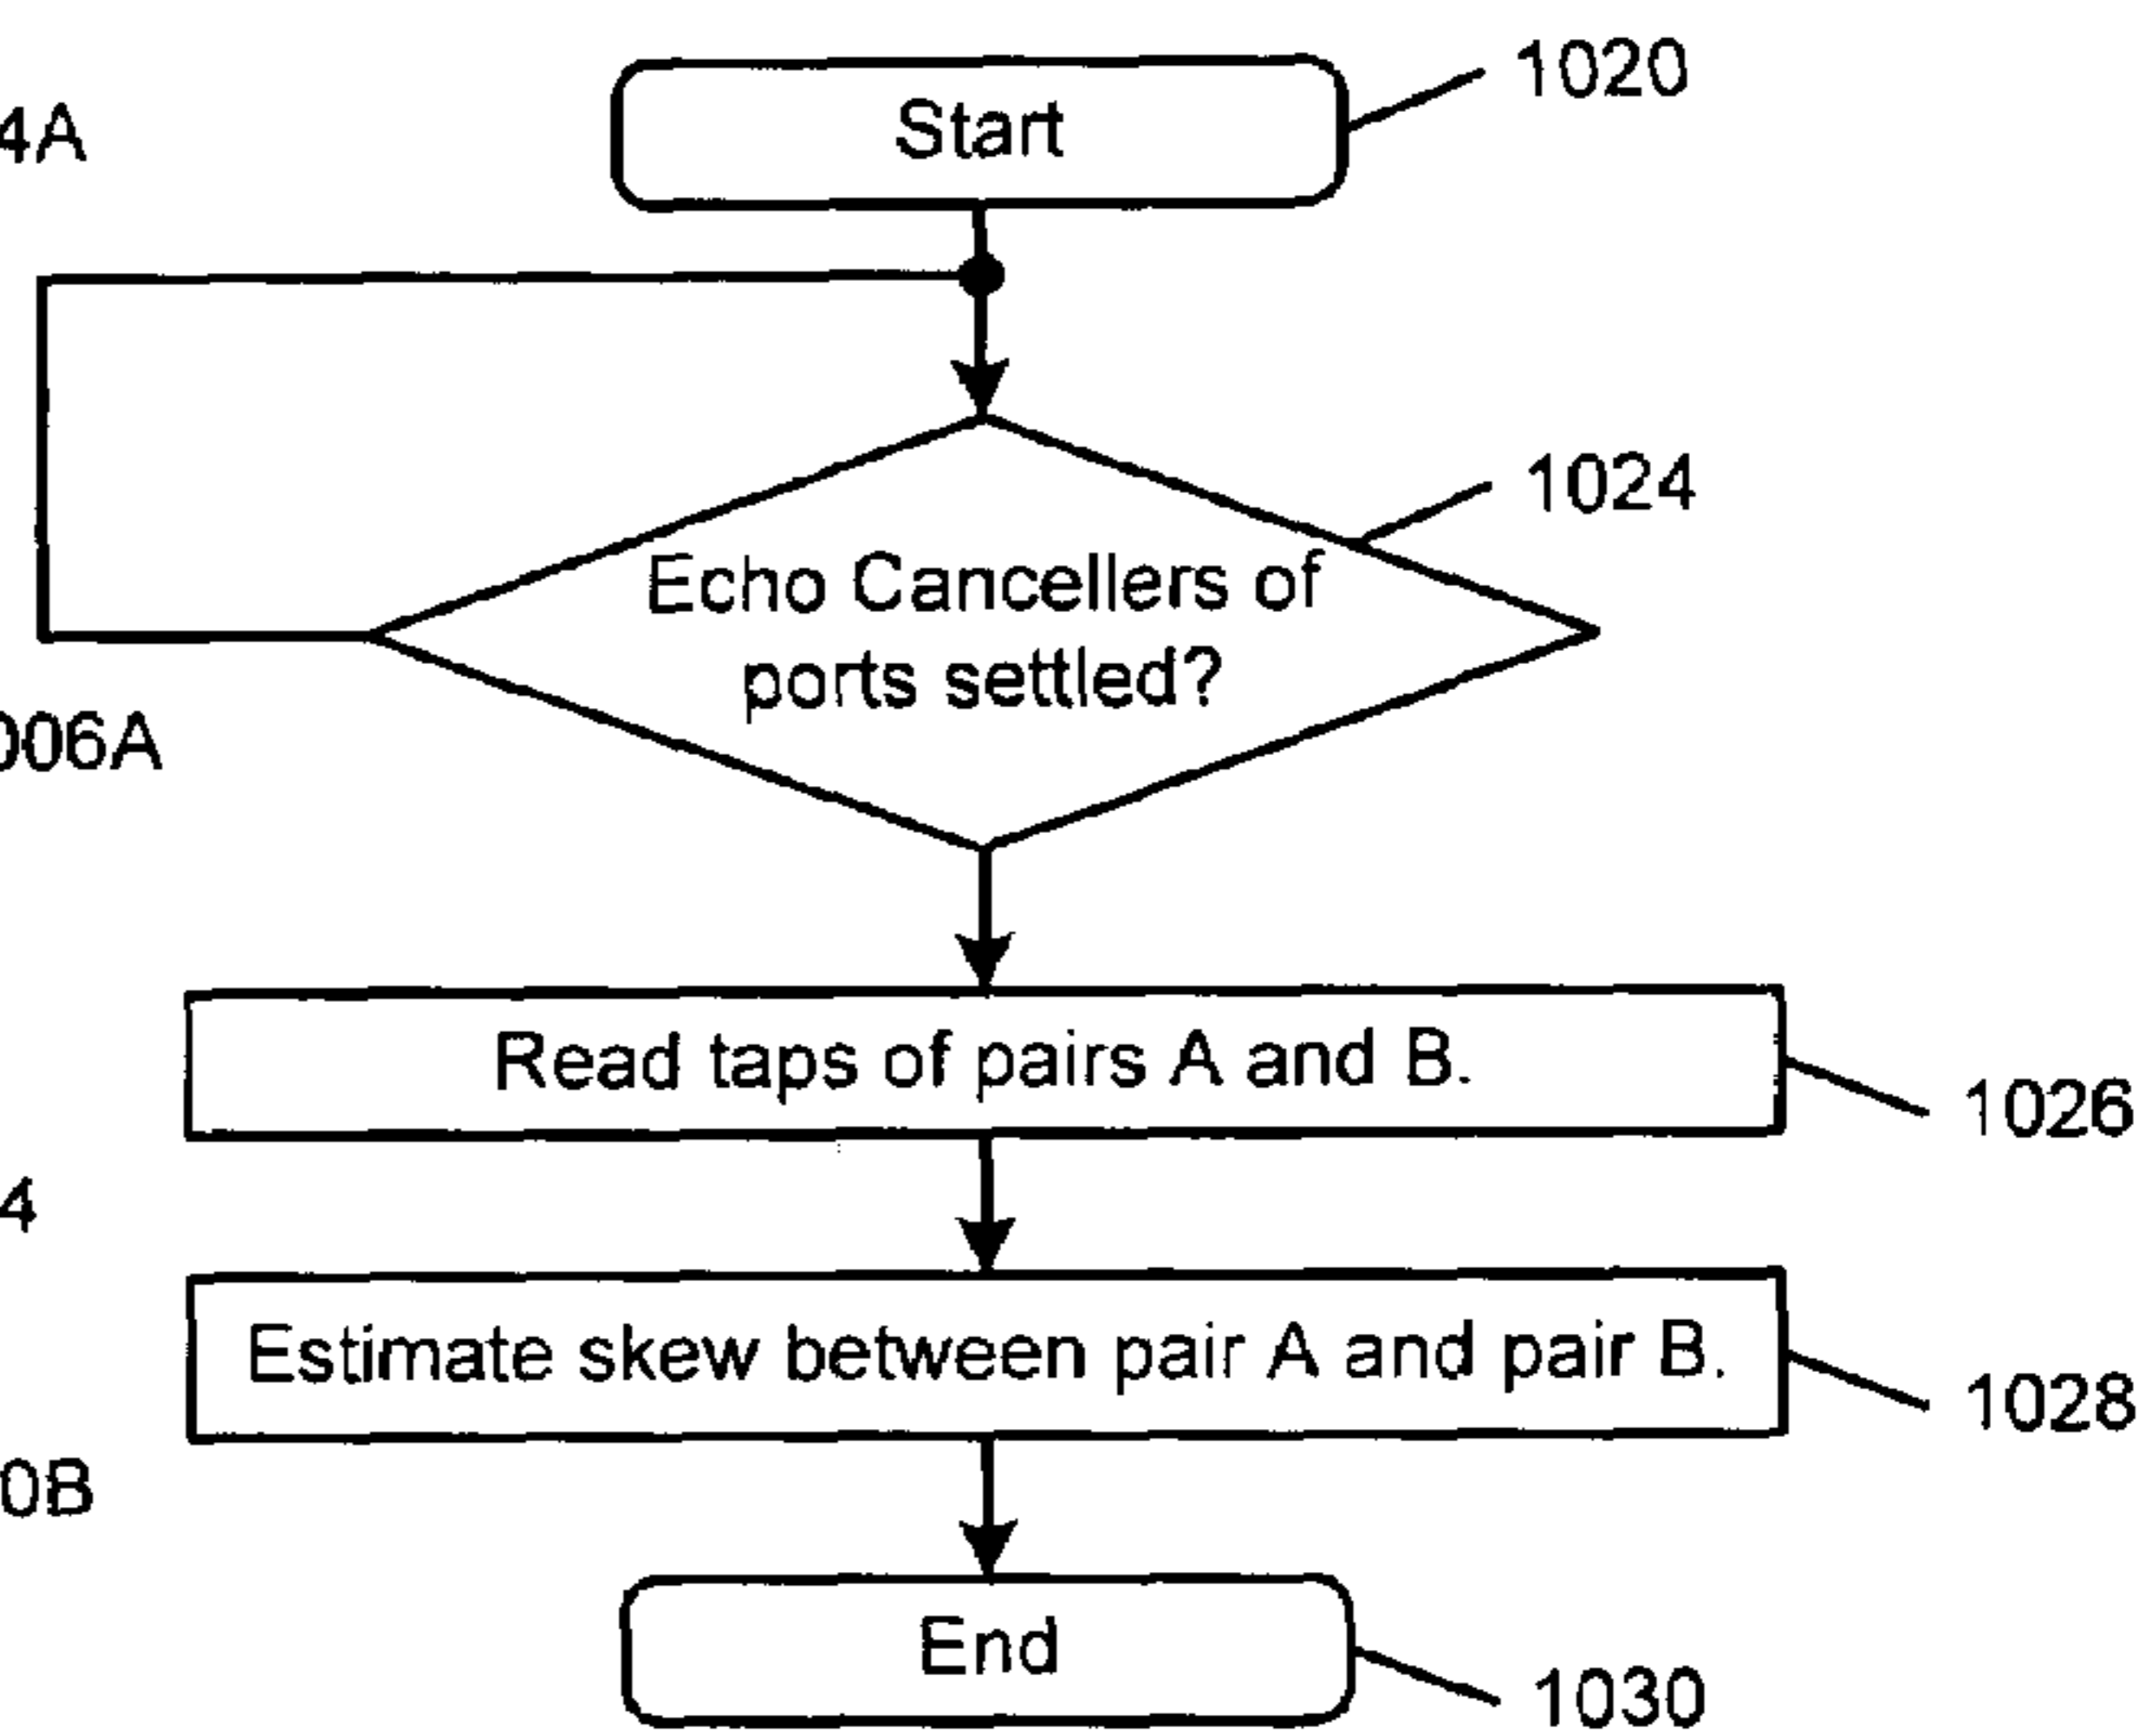 1020
4A
Start
1024
Echo Cancellers of
ports settled?
006A
Read taps of pairs A and B.
1026
4
Estimate skew between pair A and pair B.
1028
0B
End
1030